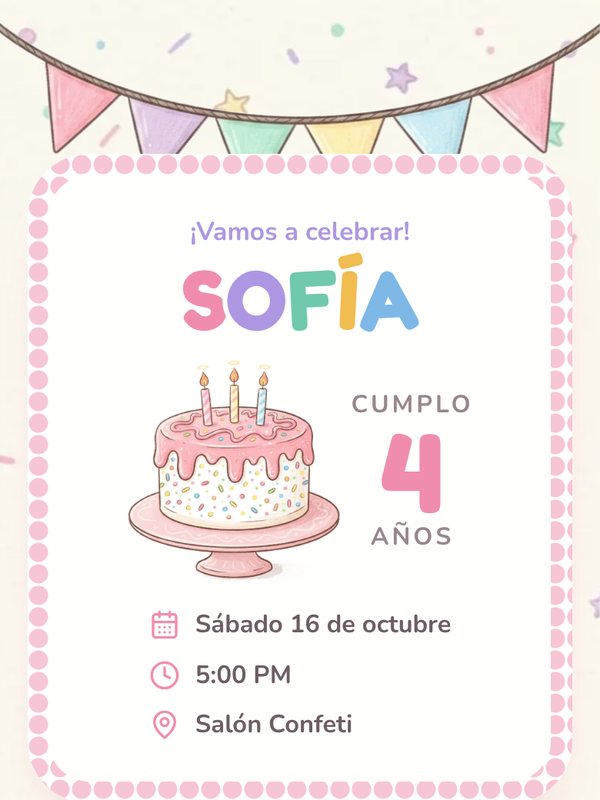 ¡Vamos a celebrar!
SOFÍA
CUMPLO
4
AÑOS
Sábado 16 de octubre
5:00 PM
Salón Confeti